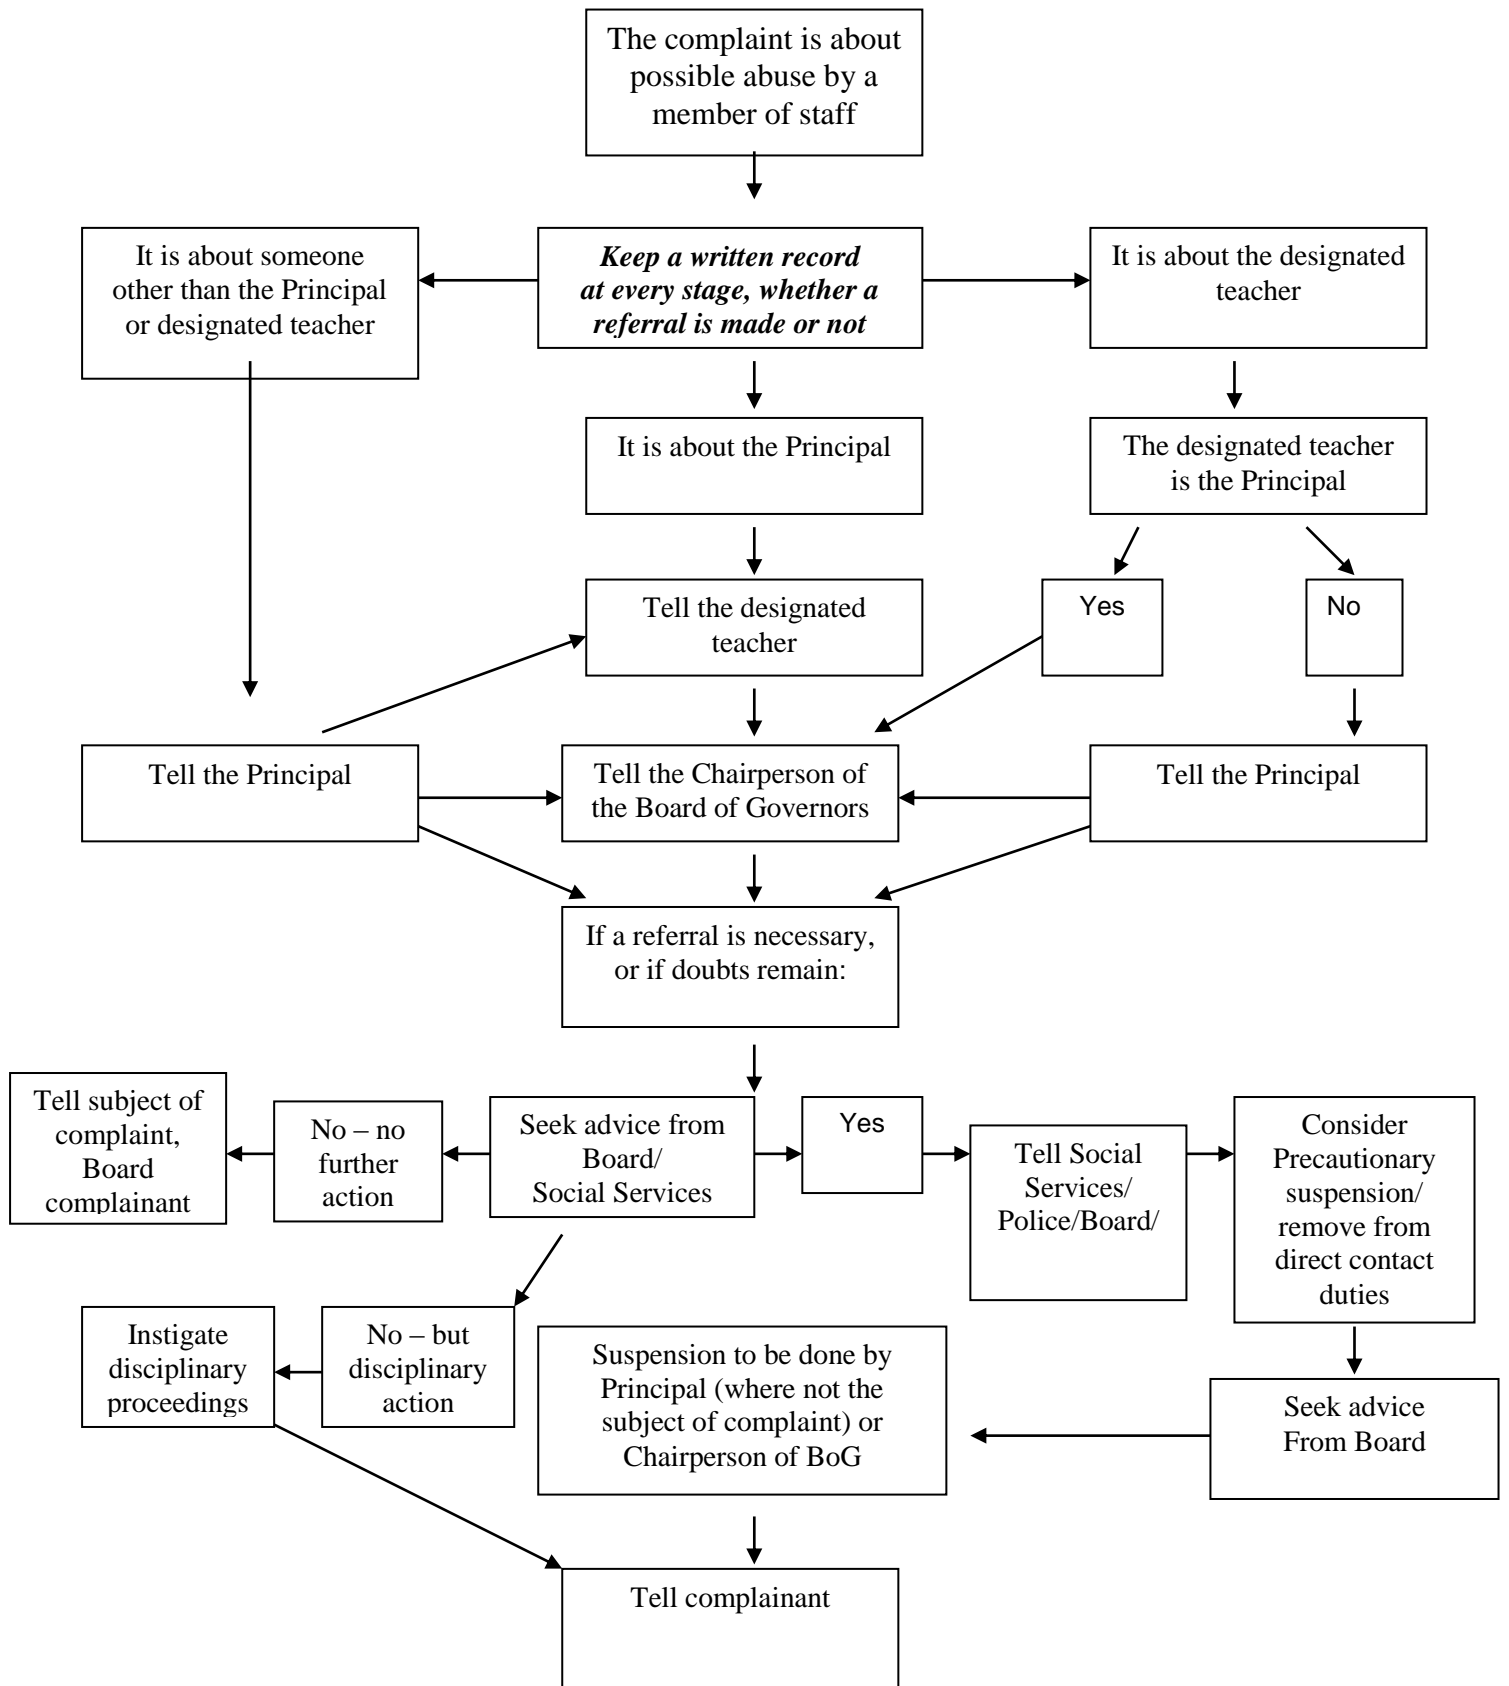 The complaint is about
possible abuse by a
member of staff
It is about someone
other than the Principal
or designated teacher
Keep a written record
at every stage, whether a
referral is made or not
It is about the designated
teacher
It is about the Principal
The designated teacher
is the Principal
Tell the designated
teacher
Yes
No
Tell the Principal
Tell the Chairperson of
the Board of Governors
Tell the Principal
If a referral is necessary,
or if doubts remain:
Tell subject of
complaint,
Board
complainant
No – no
further
action
Seek advice from
Board/
Social Services
Yes
Tell Social
Services/
Police/Board/
Consider
Precautionary
suspension/
remove from
direct contact
duties
Instigate
disciplinary
proceedings
No – but
disciplinary
action
Suspension to be done by
Principal (where not the
subject of complaint) or
Chairperson of BoG
Seek advice
From Board
Tell complainant